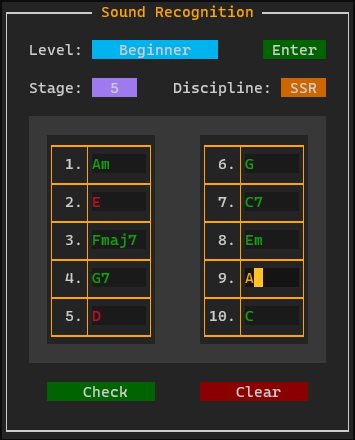 Sound Recognition
Level: Beginner Enter
Stage: 5 Discipline: SSR
1. Am 6. G
2. E 7. C7
3. Fmaj7 8. Em
4. G7 9. A
5. D 10. C
Check Clear